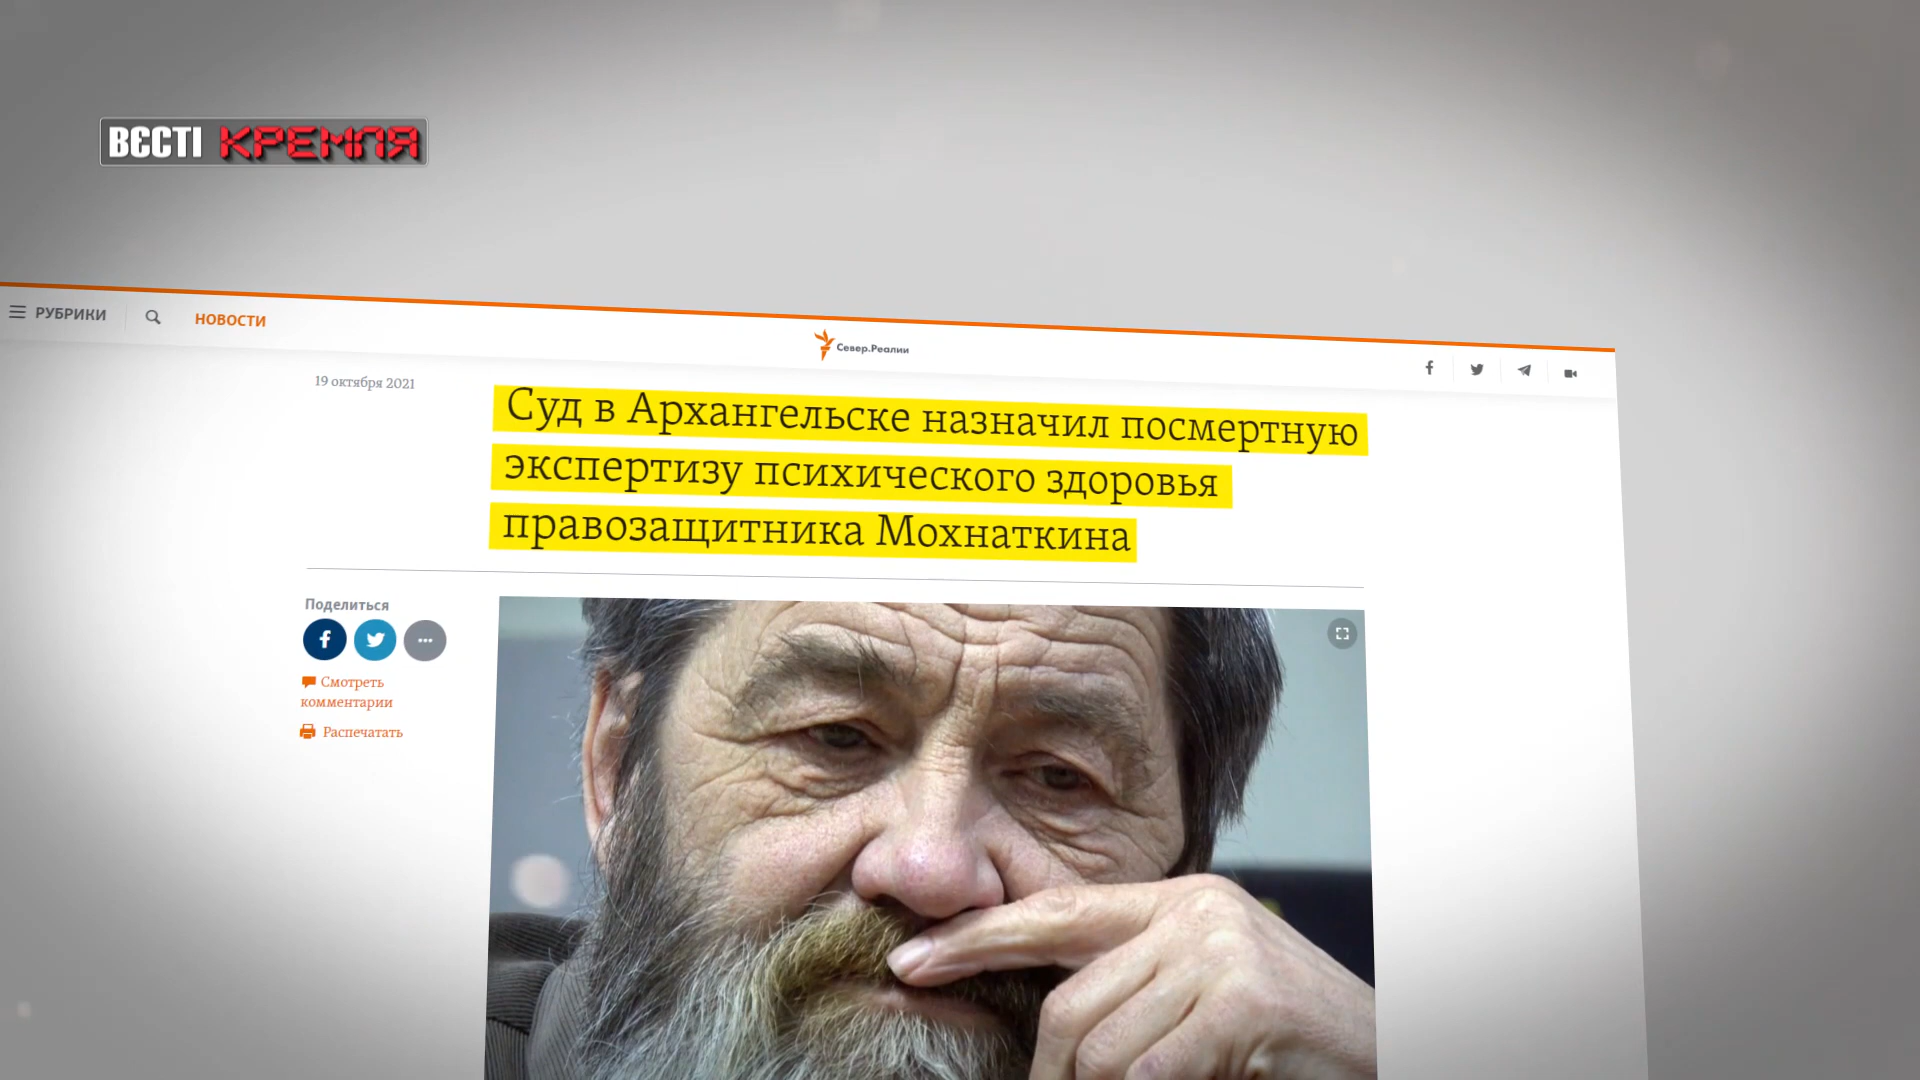 ВЄСТІ КРЕМЛЯ
РУБРИКИ
НОВОСТИ
Север.Реалии
19 октября 2021
Суд в Архангельске назначил посмертную
экспертизу психического здоровья
правозащитника Мохнаткина
Поделиться
Смотреть
комментарии
Распечатать